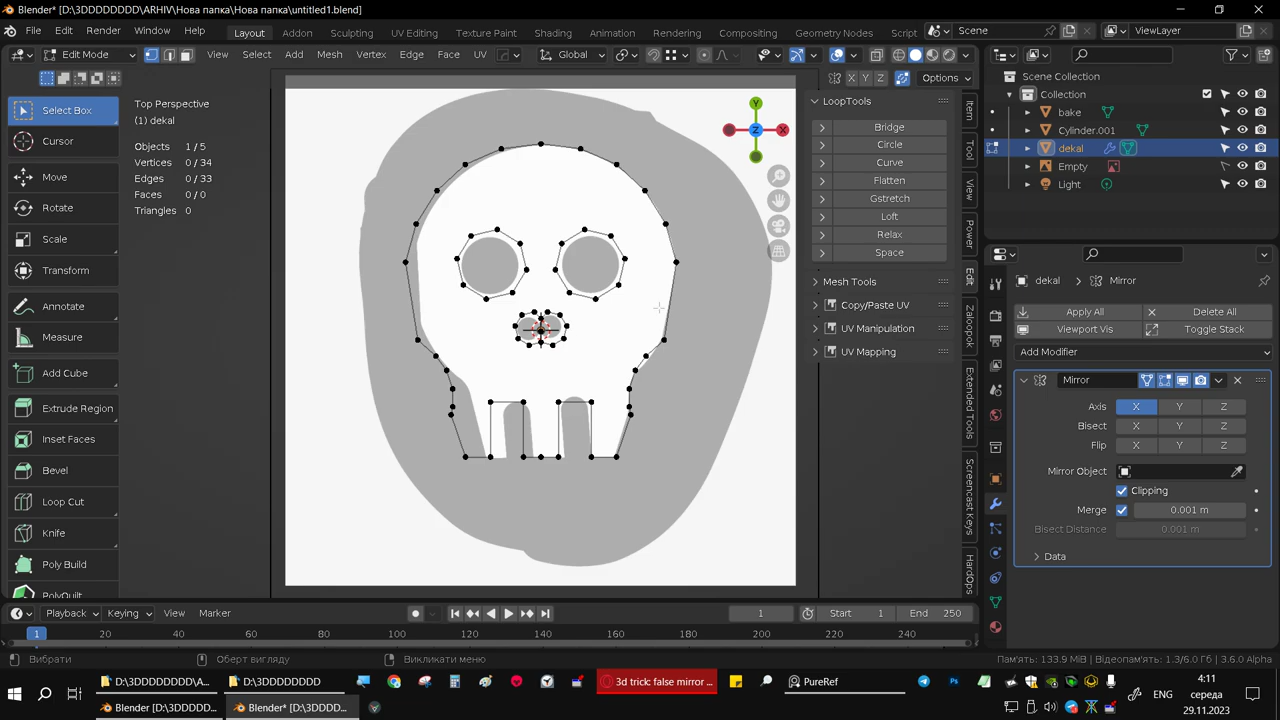 Blender* [D:\3DDDDDDDD\ARHIV\Нова папка\Нова папка\untitled1.blend]
File Edit Render Window Help Layout Addon Sculpting UV Editing Texture Paint Shading Animation Rendering Compositing Geometry Nodes Scripting Scene ViewLayer
Edit Mode View Select Add Mesh Vertex Edge Face UV Global
X Y Z Options
Select Box
Cursor
Move
Rotate
Scale
Transform
Annotate
Measure
Add Cube
Extrude Region
Inset Faces
Bevel
Loop Cut
Knife
Poly Build
PolyQuilt
Top Perspective
(1) dekal
Objects 1/5
Vertices 0/34
Edges 0/33
Faces 0/0
Triangles 0
Y
Z
X
LoopTools
Bridge
Circle
Curve
Flatten
Gstretch
Loft
Relax
Space
Mesh Tools
Copy/Paste UV
UV Manipulation
UV Mapping
Item
Tool
View
Edit
Zaloopok
Extended Tools
Screencast Keys
HardOps
Scene Collection
Collection
bake
Cylinder.001
dekal
Empty
Light
dekal Mirror
Apply All Delete All
Viewport Vis Toggle Stack
Add Modifier
Mirror
Axis X Y Z
Bisect X Y Z
Flip X Y Z
Mirror Object
Clipping
Merge 0.001 m
Bisect Distance 0.001 m
Data
Playback Keying View Marker 1 Start 1 End 250
1 20 40 60 80 100 120 140 160 180 200 220 240
Вибрати Оберт вигляду Викликати меню Пам'ять: 133.9 MiB | Відеопам'ять: 1.3/6.0 ГiB | 3.6.0 Alpha
D:\3DDDDDDDD\A... D:\3DDDDDDDD 3d trick: false mirror ... PureRef
Blender [D:\3DDDD... Blender* [D:\3DDDD...
ENG
4:11
середа
29.11.2023